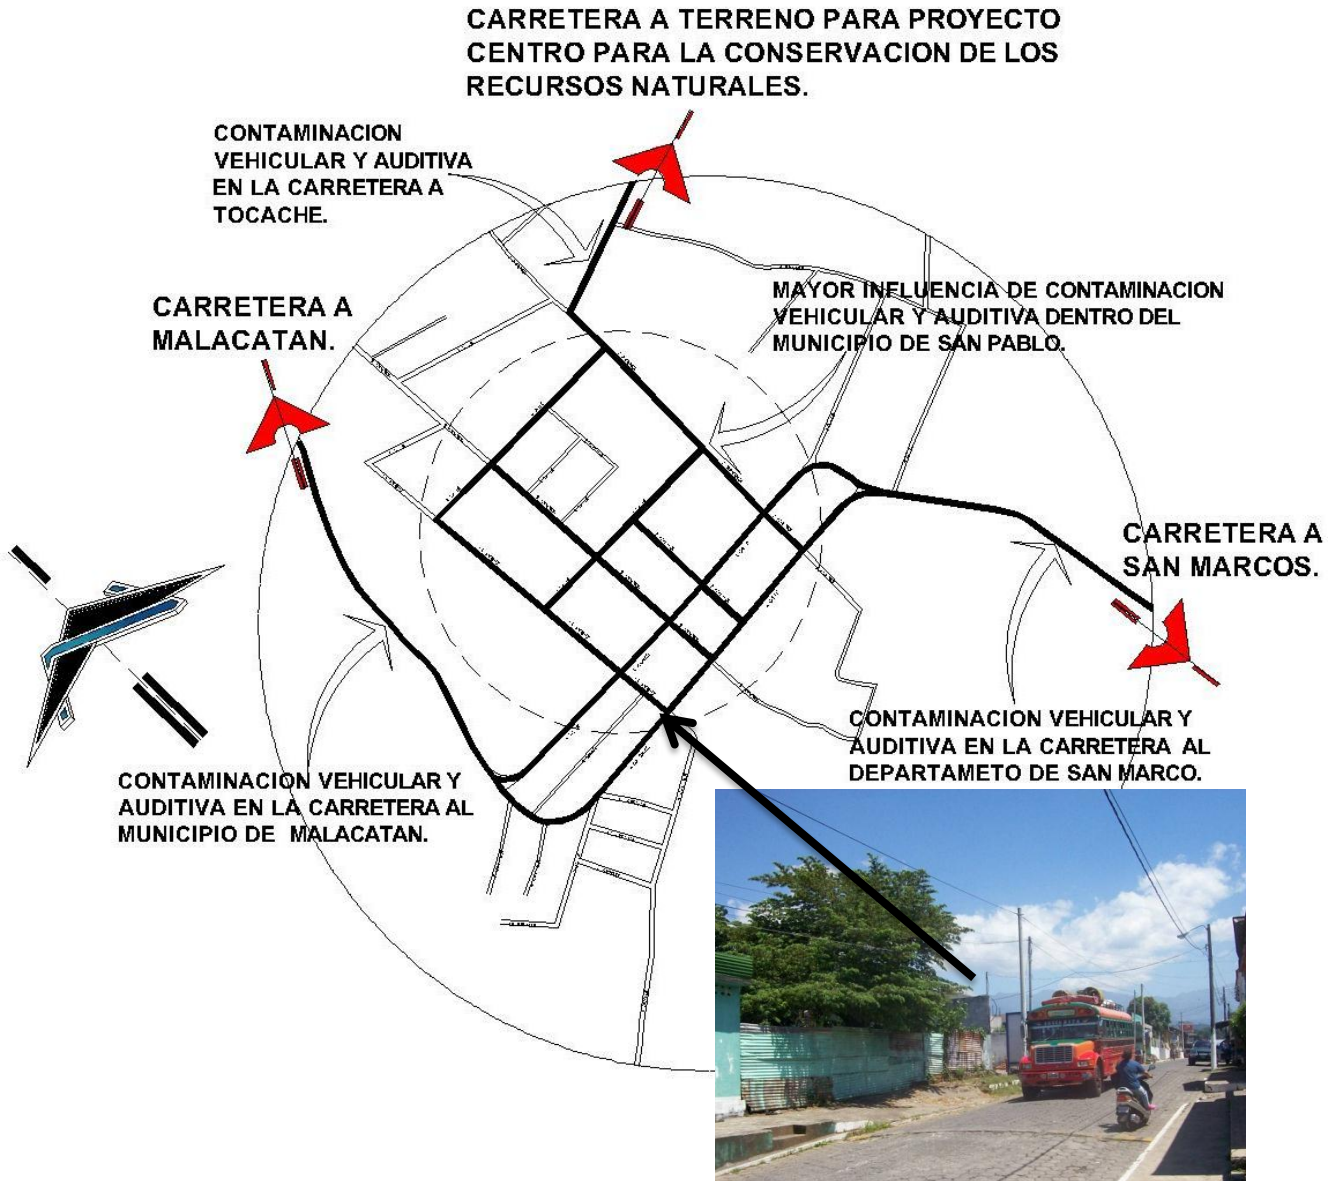 CARRETERA A TERRENO PARA PROYECTO
CENTRO PARA LA CONSERVACION DE LOS
RECURSOS NATURALES.
CONTAMINACION
VEHICULAR Y AUDITIVA
EN LA CARRETERA A
TOCACHE.
CARRETERA A
MALACATAN.
MAYOR INFLUENCIA DE CONTAMINACION
VEHICULAR Y AUDITIVA DENTRO DEL
MUNICIPIO DE SAN PABLO.
CARRETERA A
SAN MARCOS.
CONTAMINACION VEHICULAR Y
AUDITIVA EN LA CARRETERA AL
DEPARTAMETO DE SAN MARCO.
CONTAMINACION VEHICULAR Y
AUDITIVA EN LA CARRETERA AL
MUNICIPIO DE MALACATAN.